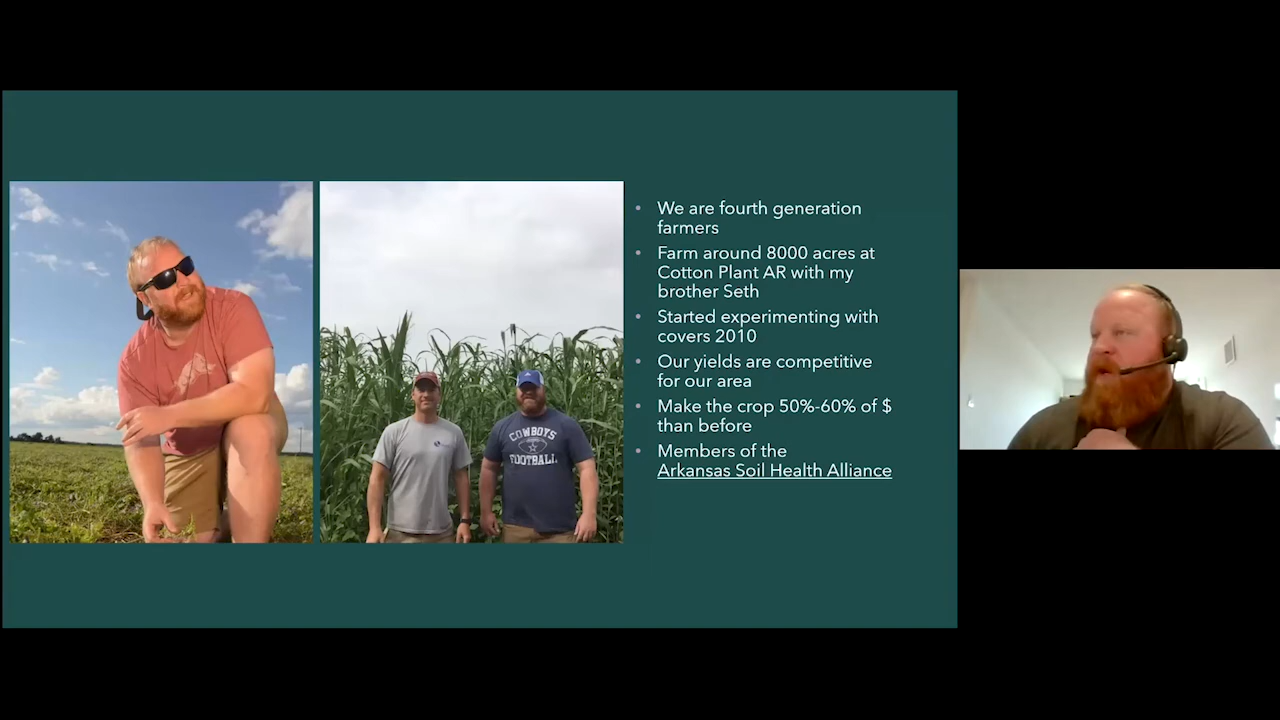 We are fourth generation
farmers
Farm around 8000 acres at
Cotton Plant AR with my
brother Seth
Started experimenting with
covers 2010
Our yields are competitive
for our area
Make the crop 50%-60% of $
than before
Members of the
Arkansas Soil Health Alliance
COWBOYS
FOOTBALL